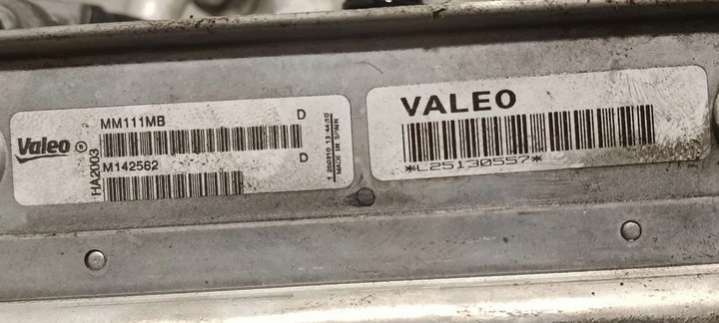 Valeo
HA2003
MM111MB
D
M142562
D
MADE IN SPAIN
VALEO
*L25130557*